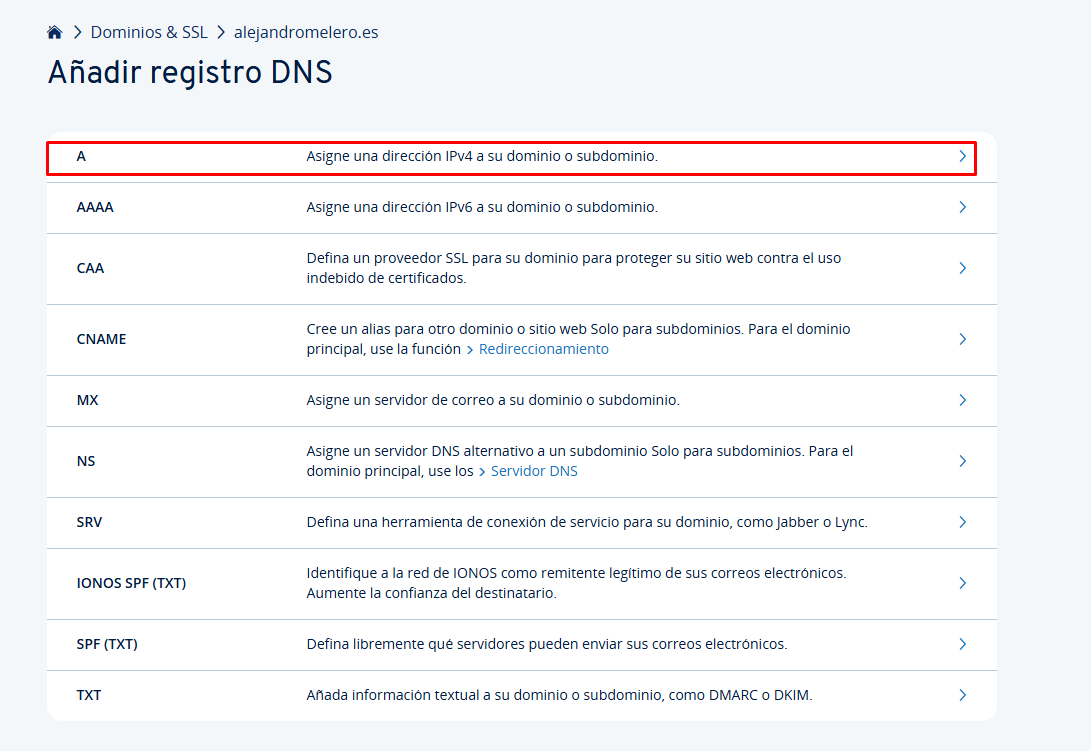 Dominios & SSL > alejandromelero.es
Añadir registro DNS
A Asigne una dirección IPv4 a su dominio o subdominio.
AAAA Asigne una dirección IPv6 a su dominio o subdominio.
CAA Defina un proveedor SSL para su dominio para proteger su sitio web contra el uso
indebido de certificados.
CNAME Cree un alias para otro dominio o sitio web Solo para subdominios. Para el dominio
principal, use la función > Redireccionamiento
MX Asigne un servidor de correo a su dominio o subdominio.
NS Asigne un servidor DNS alternativo a un subdominio Solo para subdominios. Para el
dominio principal, use los > Servidor DNS
SRV Defina una herramienta de conexión de servicio para su dominio, como Jabber o Lync.
IONOS SPF (TXT) Identifique a la red de IONOS como remitente legítimo de sus correos electrónicos.
Aumente la confianza del destinatario.
SPF (TXT) Defina libremente qué servidores pueden enviar sus correos electrónicos.
TXT Añada información textual a su dominio o subdominio, como DMARC o DKIM.